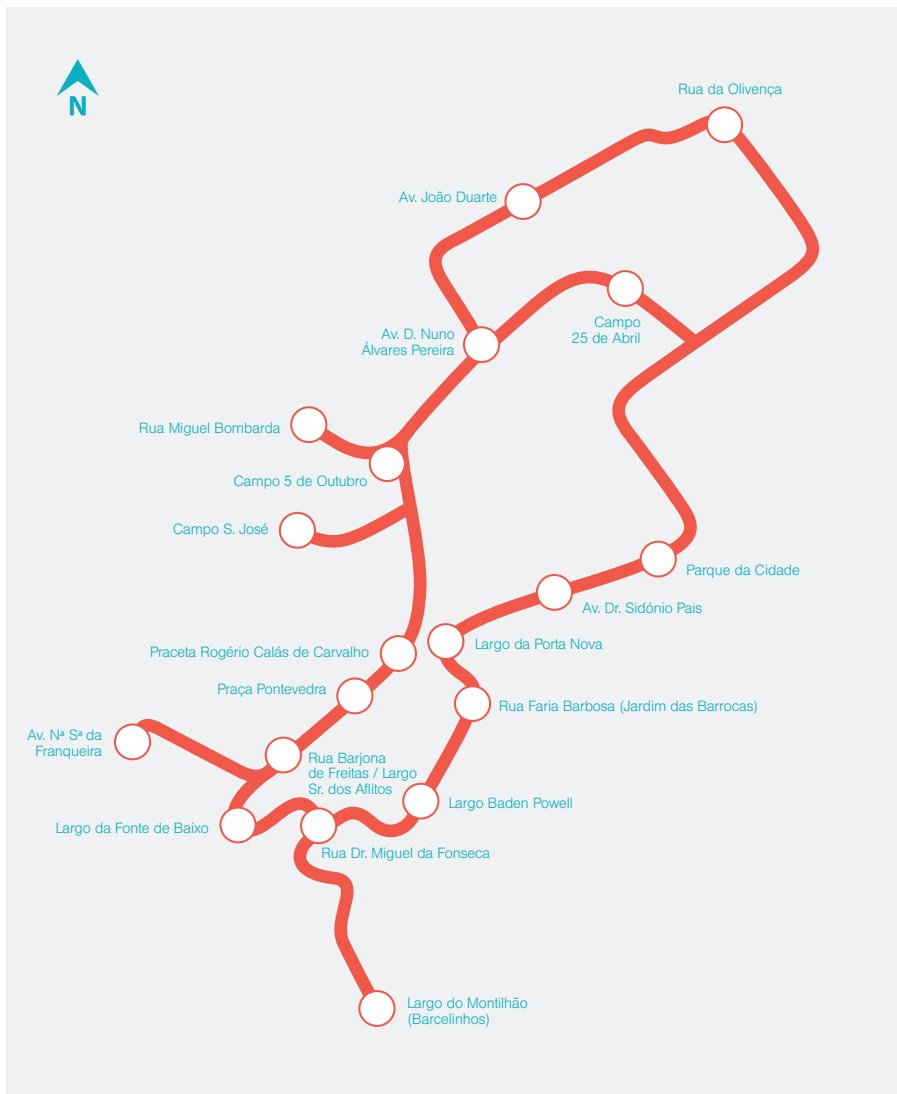 Rua da Olivença
N
Av. João Duarte
Campo
25 de Abril
Av. D. Nuno
Álvares Pereira
Rua Miguel Bombarda
Campo 5 de Outubro
Campo S. José
Parque da Cidade
Av. Dr. Sidónio Pais
Largo da Porta Nova
Praceta Rogério Calás de Carvalho
Praça Pontevedra
Rua Faria Barbosa (Jardim das Barrocas)
Av. Nª Sª da
Franqueira
Rua Barjona
de Freitas / Largo
Sr. dos Aflitos
Largo Baden Powell
Largo da Fonte de Baixo
Rua Dr. Miguel da Fonseca
Largo do Montilhão
(Barcelinhos)